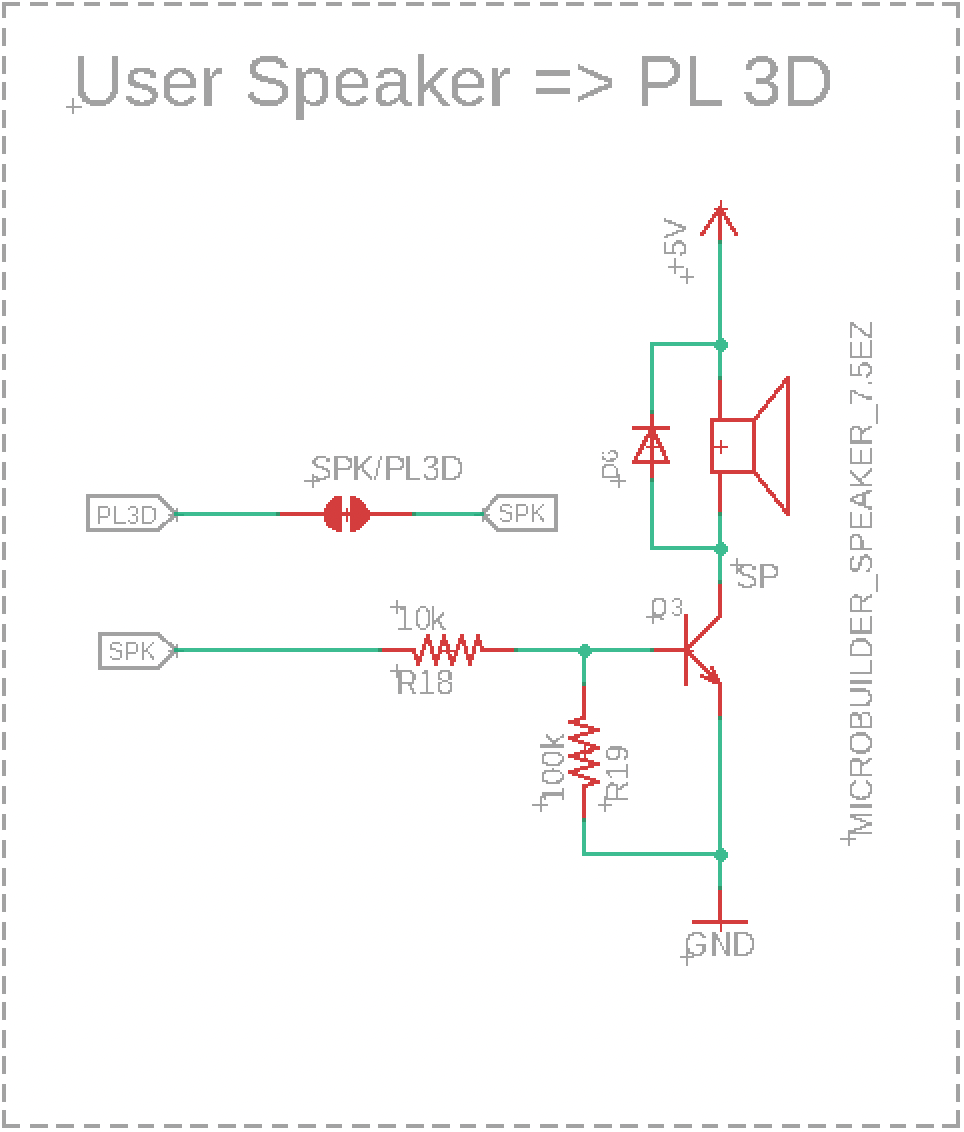 User Speaker => PL 3D
+5V
MICROBUILDER_SPEAKER_7.5EZ
D6
SPK/PL3D
PL3D
SPK
SP
Q3
10k
SPK
R18
100k
R19
GND